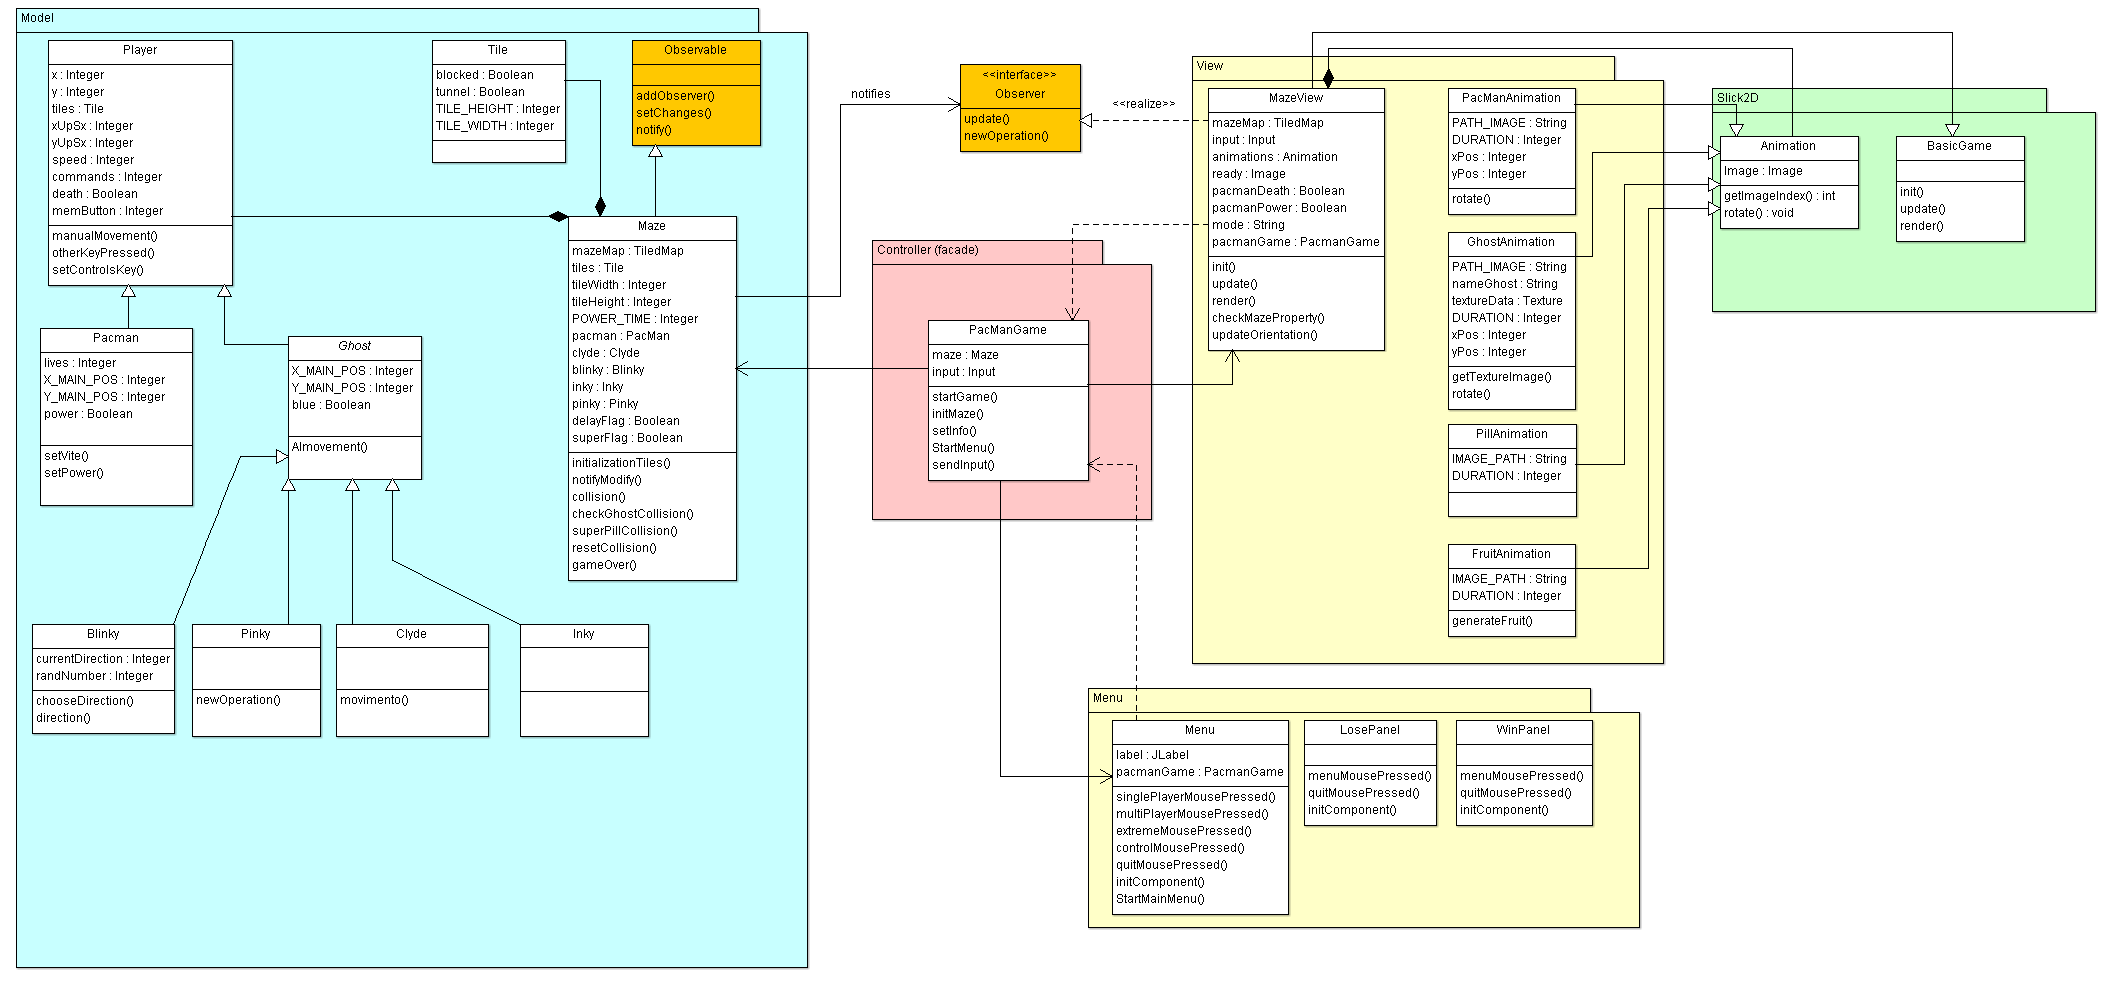 Model
Player
x : Integer
y : Integer
tiles : Tile
xUpSx : Integer
yUpSx : Integer
speed : Integer
commands : Integer
death : Boolean
memButton : Integer
manualMovement()
otherKeyPressed()
setControlsKey()
Tile
blocked : Boolean
tunnel : Boolean
TILE_HEIGHT : Integer
TILE_WIDTH : Integer
Observable
addObserver()
setChanges()
notify()
Pacman
lives : Integer
X_MAIN_POS : Integer
Y_MAIN_POS : Integer
power : Boolean
setVite()
setPower()
Ghost
X_MAIN_POS : Integer
Y_MAIN_POS : Integer
blue : Boolean
AImovement()
Maze
mazeMap : TiledMap
tiles : Tile
tileWidth : Integer
tileHeight : Integer
POWER_TIME : Integer
pacman : PacMan
clyde : Clyde
blinky : Blinky
inky : Inky
pinky : Pinky
delayFlag : Boolean
superFlag : Boolean
initializationTiles()
notifyModify()
collision()
checkGhostCollision()
superPillCollision()
resetCollision()
gameOver()
Blinky
currentDirection : Integer
randNumber : Integer
chooseDirection()
direction()
Pinky
newOperation()
Clyde
movimento()
Inky
notifies
<<interface>>
Observer
update()
newOperation()
<<realize>>
Controller (facade)
PacManGame
maze : Maze
input : Input
startGame()
initMaze()
setInfo()
StartMenu()
sendInput()
View
MazeView
mazeMap : TiledMap
input : Input
animations : Animation
ready : Image
pacmanDeath : Boolean
pacmanPower : Boolean
mode : String
pacmanGame : PacmanGame
init()
update()
render()
checkMazeProperty()
updateOrientation()
PacManAnimation
PATH_IMAGE : String
DURATION : Integer
xPos : Integer
yPos : Integer
rotate()
GhostAnimation
PATH_IMAGE : String
nameGhost : String
textureData : Texture
DURATION : Integer
xPos : Integer
yPos : Integer
getTextureImage()
rotate()
PillAnimation
IMAGE_PATH : String
DURATION : Integer
FruitAnimation
IMAGE_PATH : String
DURATION : Integer
generateFruit()
Slick2D
Animation
Image : Image
getImageIndex() : int
rotate() : void
BasicGame
init()
update()
render()
Menu
Menu
label : JLabel
pacmanGame : PacmanGame
singlePlayerMousePressed()
multiPlayerMousePressed()
extremeMousePressed()
controlMousePressed()
quitMousePressed()
initComponent()
StartMainMenu()
LosePanel
menuMousePressed()
quitMousePressed()
initComponent()
WinPanel
menuMousePressed()
quitMousePressed()
initComponent()